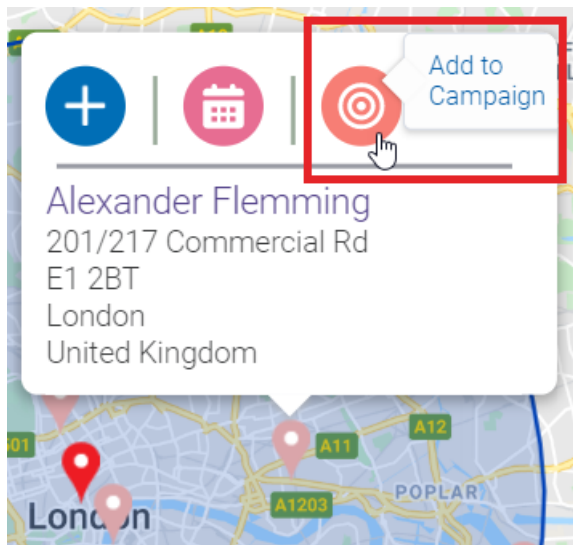 Add to
Campaign
Alexander Flemming
201/217 Commercial Rd
E1 2BT
London
United Kingdom
A12
A11
A1203
POPLAR
London